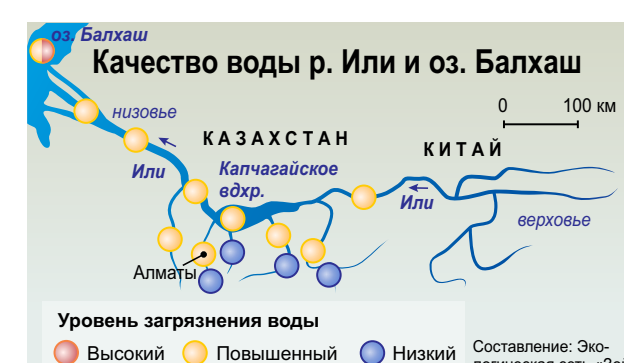 оз. Балхаш
Качество воды р. Или и оз. Балхаш
низовье
0 100 км
КАЗАХСТАН
КИТАЙ
Или
Капчагайское
вдхр.
Или
верховье
Алматы
Уровень загрязнения воды
Высокий Повышенный Низкий
Составление: Эко-